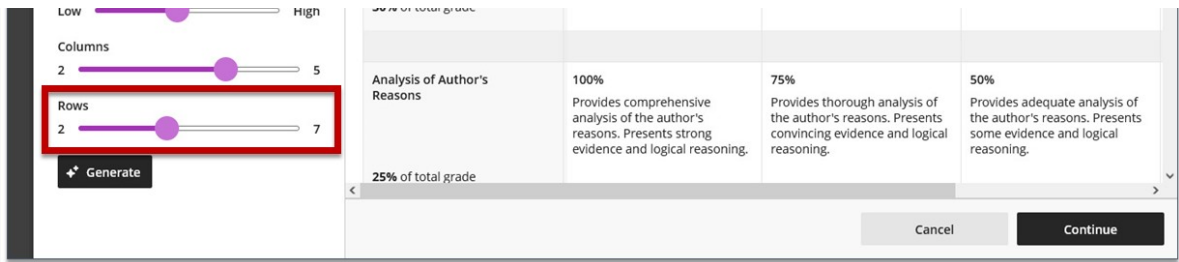 Low High
Columns
2 5
Rows
2 7
Generate
of total grade
Analysis of Author's
Reasons
25% of total grade
100%
Provides comprehensive
analysis of the author's
reasons. Presents strong
evidence and logical reasoning.
75%
Provides thorough analysis of
the author's reasons. Presents
convincing evidence and logical
reasoning.
50%
Provides adequate analysis of
the author's reasons. Presents
some evidence and logical
reasoning.
Cancel
Continue